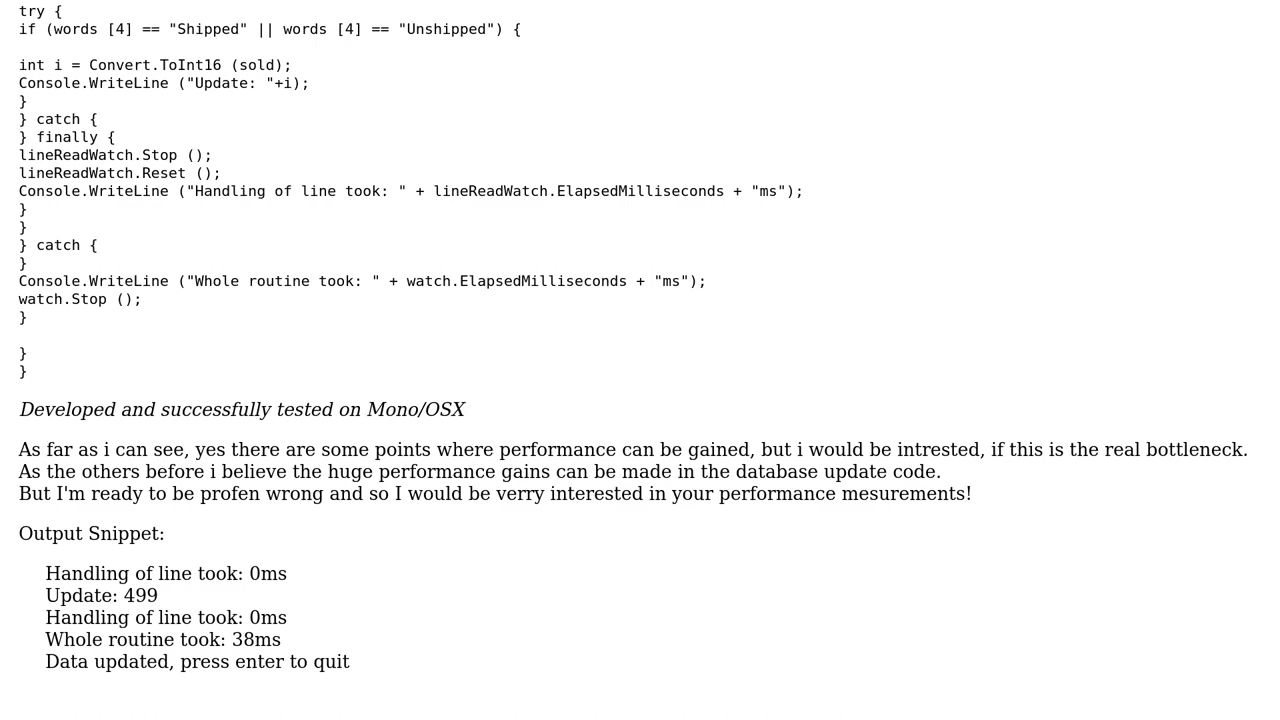 try {
if (words [4] == "Shipped" || words [4] == "Unshipped") {
int i = Convert.ToInt16 (sold);
Console.WriteLine ("Update: "+i);
}
} catch {
} finally {
lineReadWatch.Stop ();
lineReadWatch.Reset ();
Console.WriteLine ("Handling of line took: " + lineReadWatch.ElapsedMilliseconds + "ms");
}
}
} catch {
}
Console.WriteLine ("Whole routine took: " + watch.ElapsedMilliseconds + "ms");
watch.Stop ();
}
}
}
Developed and successfully tested on Mono/OSX
As far as i can see, yes there are some points where performance can be gained, but i would be intrested, if this is the real bottleneck.
As the others before i believe the huge performance gains can be made in the database update code.
But I'm ready to be profen wrong and so I would be verry interested in your performance mesurements!
Output Snippet:
Handling of line took: 0ms
Update: 499
Handling of line took: 0ms
Whole routine took: 38ms
Data updated, press enter to quit